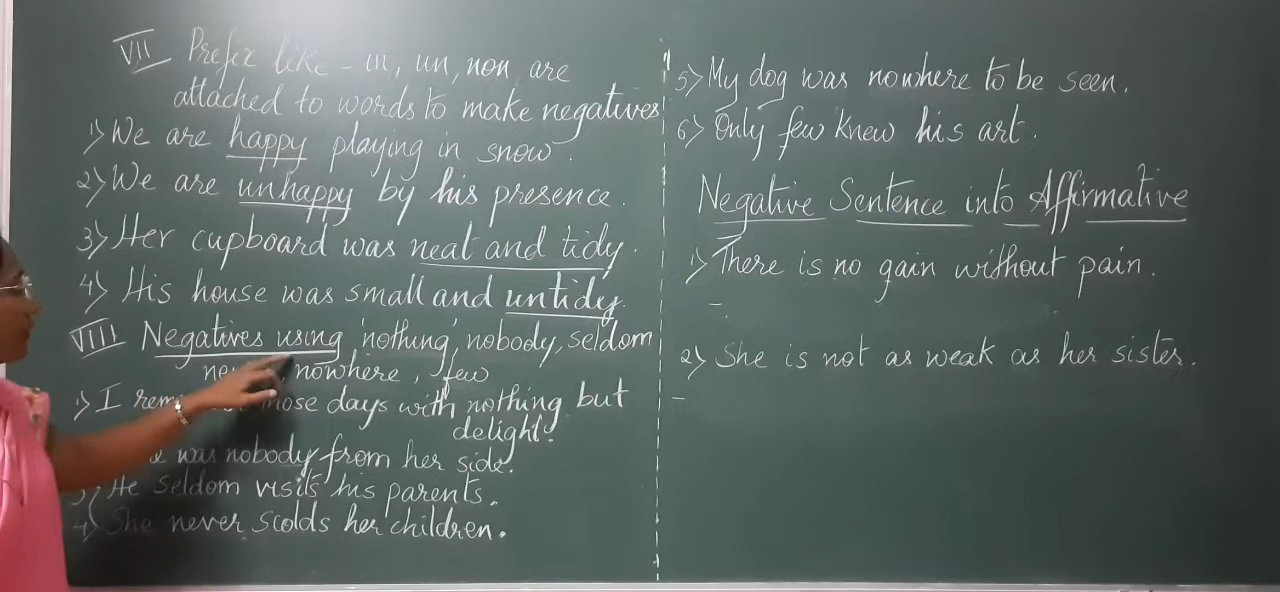 VII Prefix like - in, un, non are
attached to words to make negatives
1) We are happy playing in snow.
2) We are unhappy by his presence.
3) Her cupboard was neat and tidy.
4) His house was small and untidy.
VIII Negatives using 'nothing', nobody, seldom
nowhere, few
1) I those days with nothing but
delight.
was nobody from her side.
3) He seldom visits his parents.
4) She never scolds her children.
5) My dog was nowhere to be seen.
6) Only few knew his art.
Negative Sentence into Affirmative
1) There is no gain without pain.
-
2) She is not as weak as her sister.
-